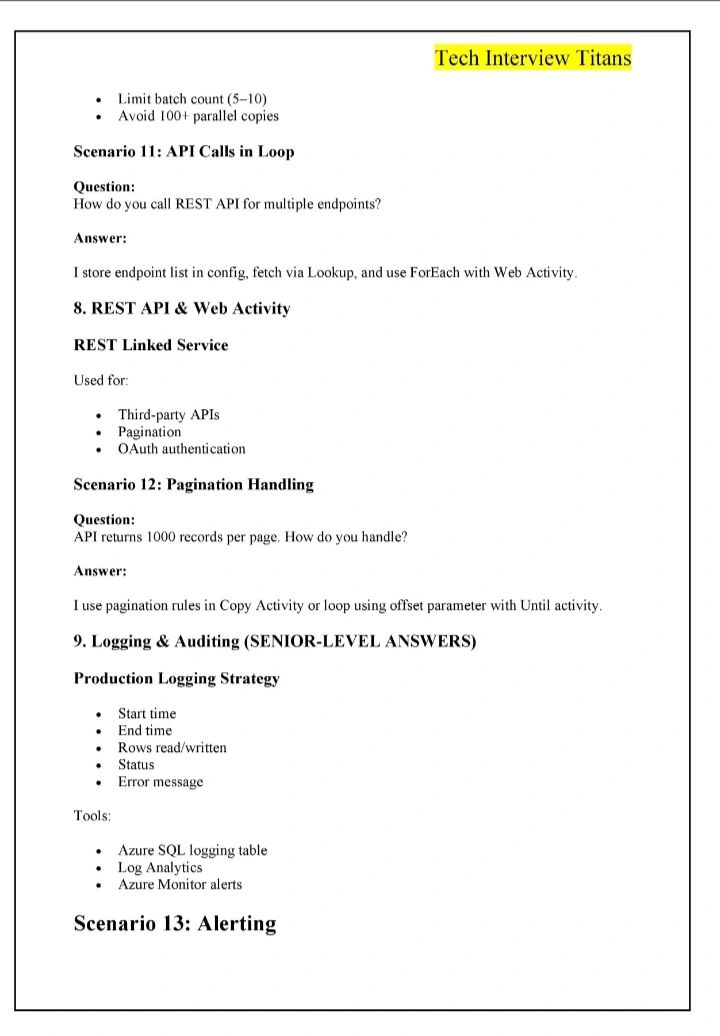 Tech Interview Titans
• Limit batch count (5–10)
• Avoid 100+ parallel copies
Scenario 11: API Calls in Loop
Question:
How do you call REST API for multiple endpoints?
Answer:
I store endpoint list in config, fetch via Lookup, and use ForEach with Web Activity.
8. REST API & Web Activity
REST Linked Service
Used for:
• Third-party APIs
• Pagination
• OAuth authentication
Scenario 12: Pagination Handling
Question:
API returns 1000 records per page. How do you handle?
Answer:
I use pagination rules in Copy Activity or loop using offset parameter with Until activity.
9. Logging & Auditing (SENIOR-LEVEL ANSWERS)
Production Logging Strategy
• Start time
• End time
• Rows read/written
• Status
• Error message
Tools:
• Azure SQL logging table
• Log Analytics
• Azure Monitor alerts
Scenario 13: Alerting